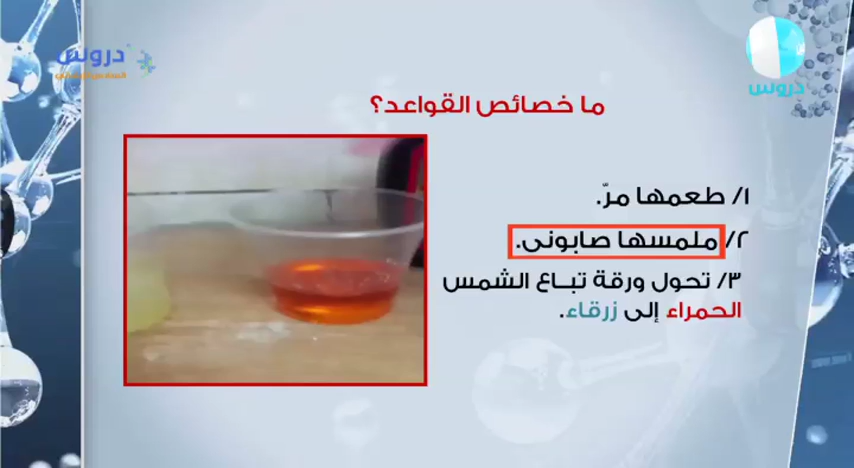 دروس
دروس
ما خصائص القواعد؟
١/ طعمها مرّ.
٢/ ملمسها صابوني.
٣/ تحول ورقة تباع الشمس
الحمراء إلى زرقاء.